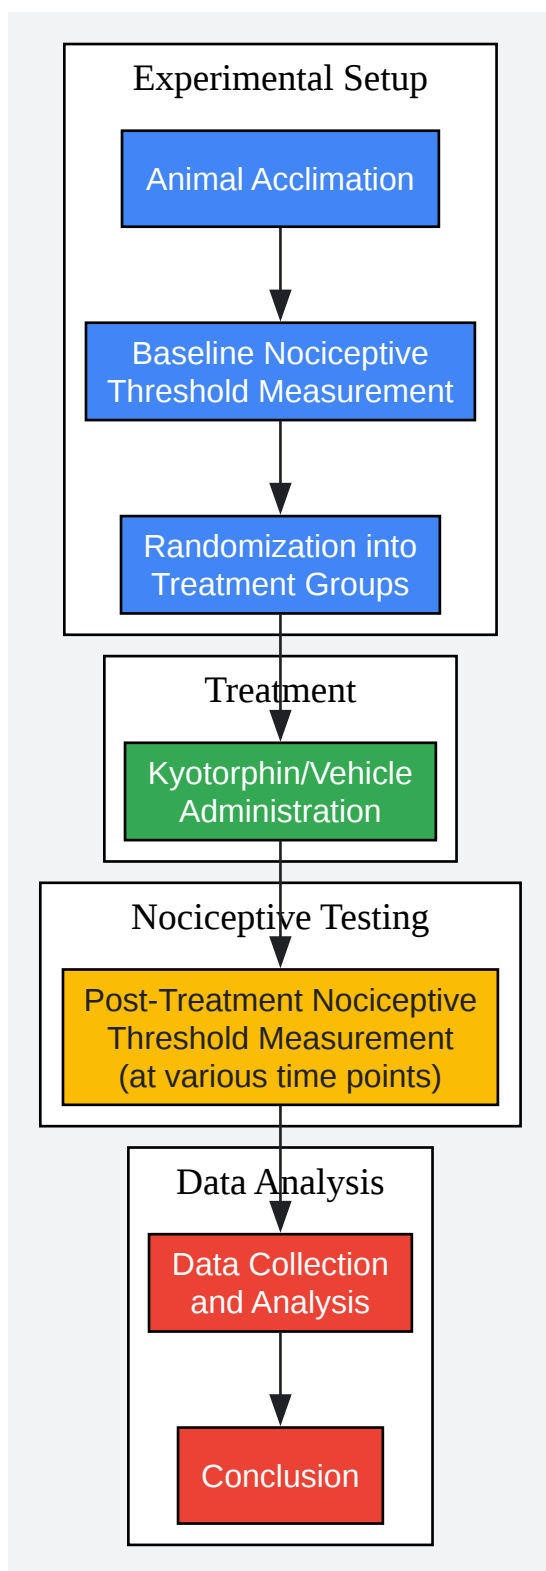 Experimental Setup
Animal Acclimation
Baseline Nociceptive
Threshold Measurement
Randomization into
Treatment Groups
Treatment
Kyotorphin/Vehicle
Administration
Nociceptive Testing
Post-Treatment Nociceptive
Threshold Measurement
(at various time points)
Data Analysis
Data Collection
and Analysis
Conclusion